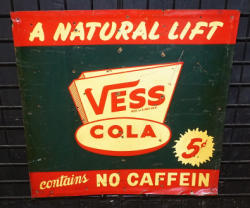 A NATURAL LIFT
VESS
COLA
5¢
contains NO CAFFEIN